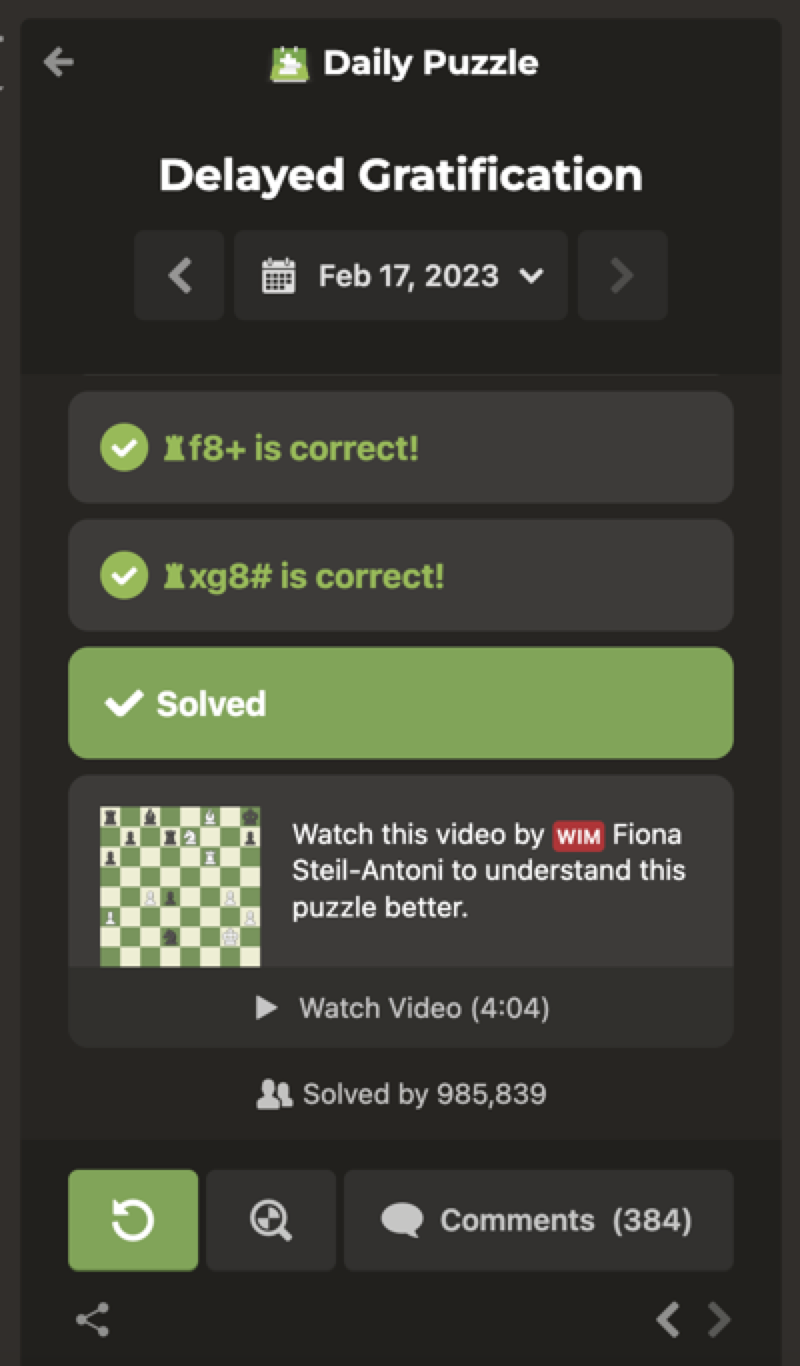 Daily Puzzle
Delayed Gratification
Feb 17, 2023
♜f8+ is correct!
♜xg8# is correct!
Solved
Watch this video by WIM Fiona
Steil-Antoni to understand this
puzzle better.
Watch Video (4:04)
Solved by 985,839
Comments (384)